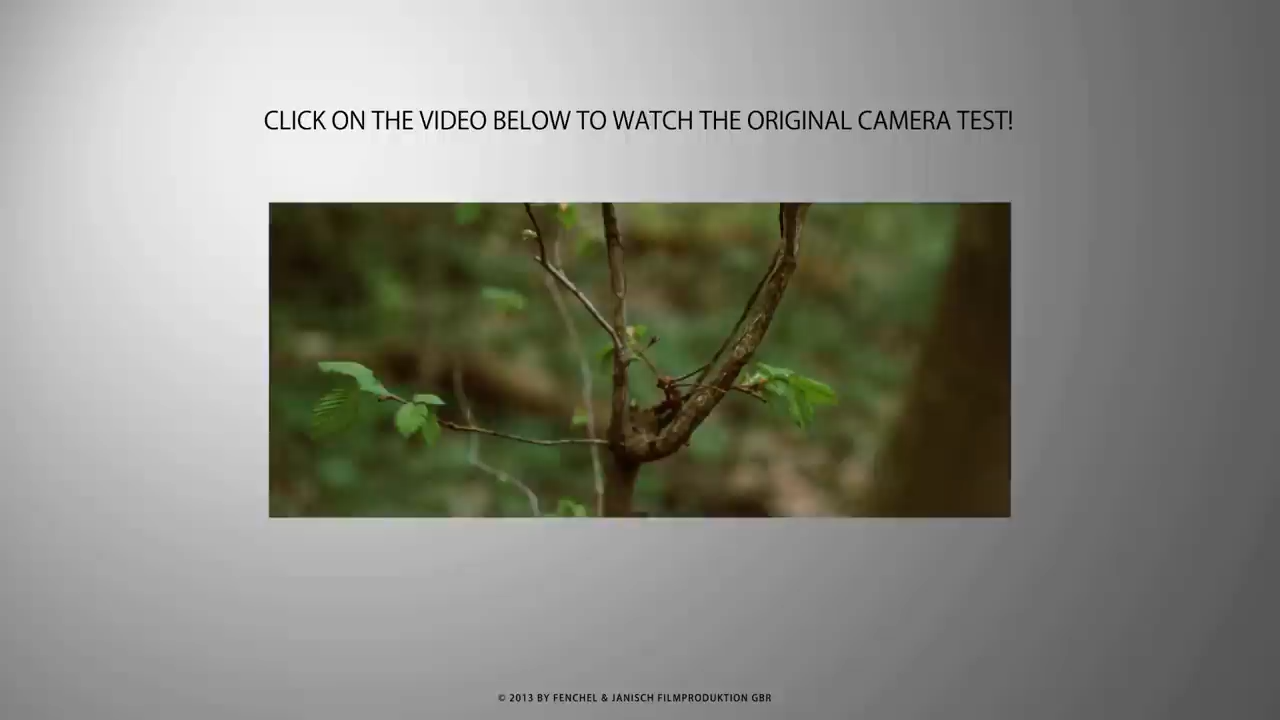 CLICK ON THE VIDEO BELOW TO WATCH THE ORIGINAL CAMERA TEST!
© 2013 BY FENCHEL & JANISCH FILMPRODUKTION GBR